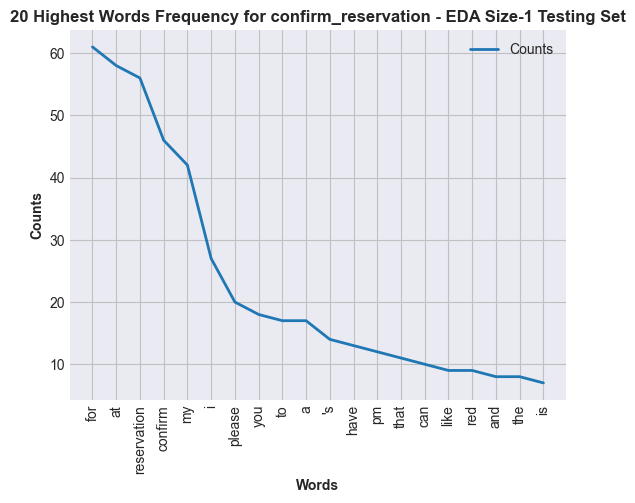 20 Highest Words Frequency for confirm_reservation - EDA Size-1 Testing Set
Counts
60
50
40
30
20
10
Counts
for
at
reservation
confirm
my
i
please
you
to
a
's
have
pm
that
can
like
red
and
the
is
Words